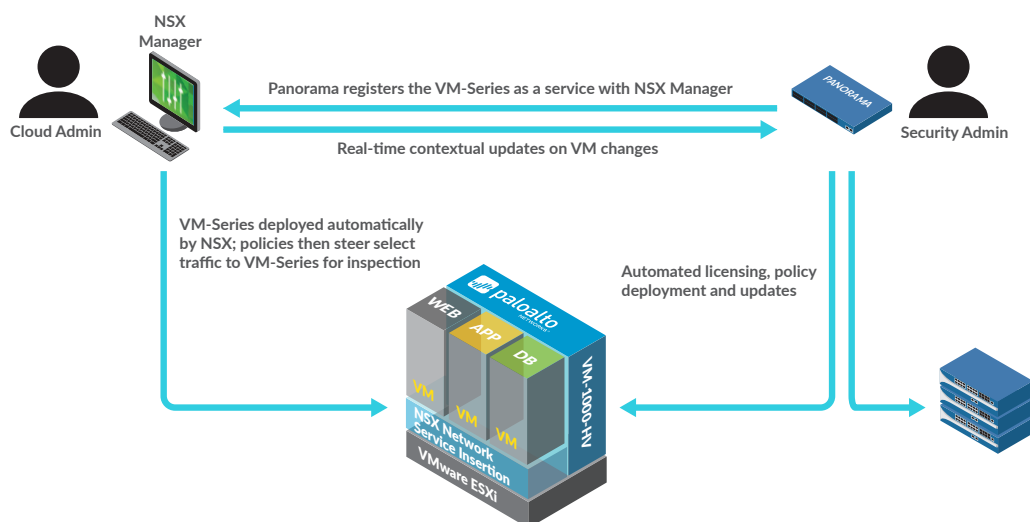 NSX
Manager
Cloud Admin
Panorama registers the VM-Series as a service with NSX Manager
Real-time contextual updates on VM changes
PANORAMA
Security Admin
VM-Series deployed automatically
by NSX; policies then steer select
traffic to VM-Series for inspection
Automated licensing, policy
deployment and updates
paloalto
NETWORKS
WEB
APP
DB
VM
VM
VM
VM-1000-HV
NSX Network
Service Insertion
VMware ESXi